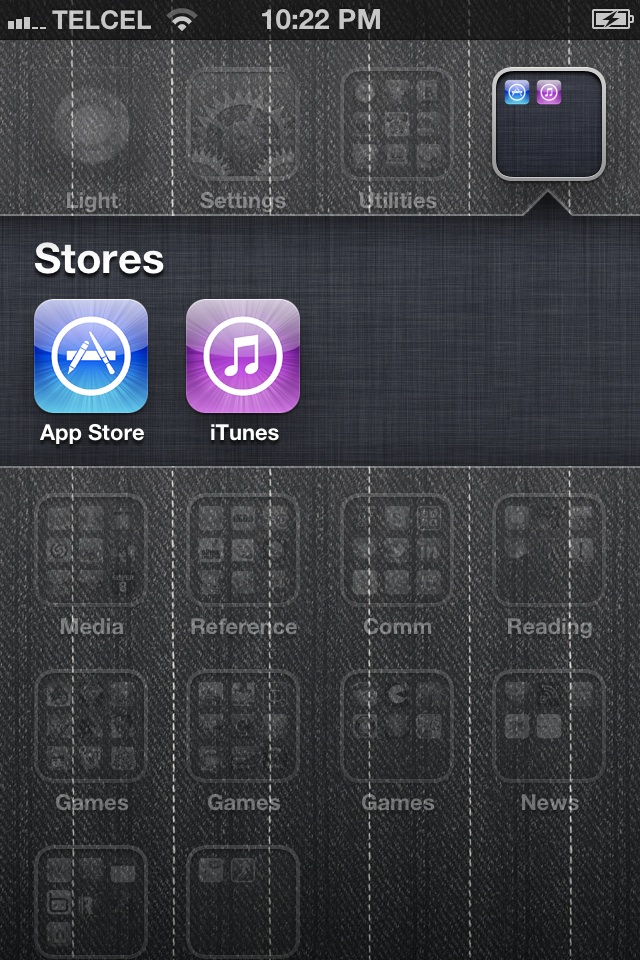 TELCEL 10:22 PM
Light Settings Utilities
Stores
App Store iTunes
Media Reference Comm Reading
Games Games Games News